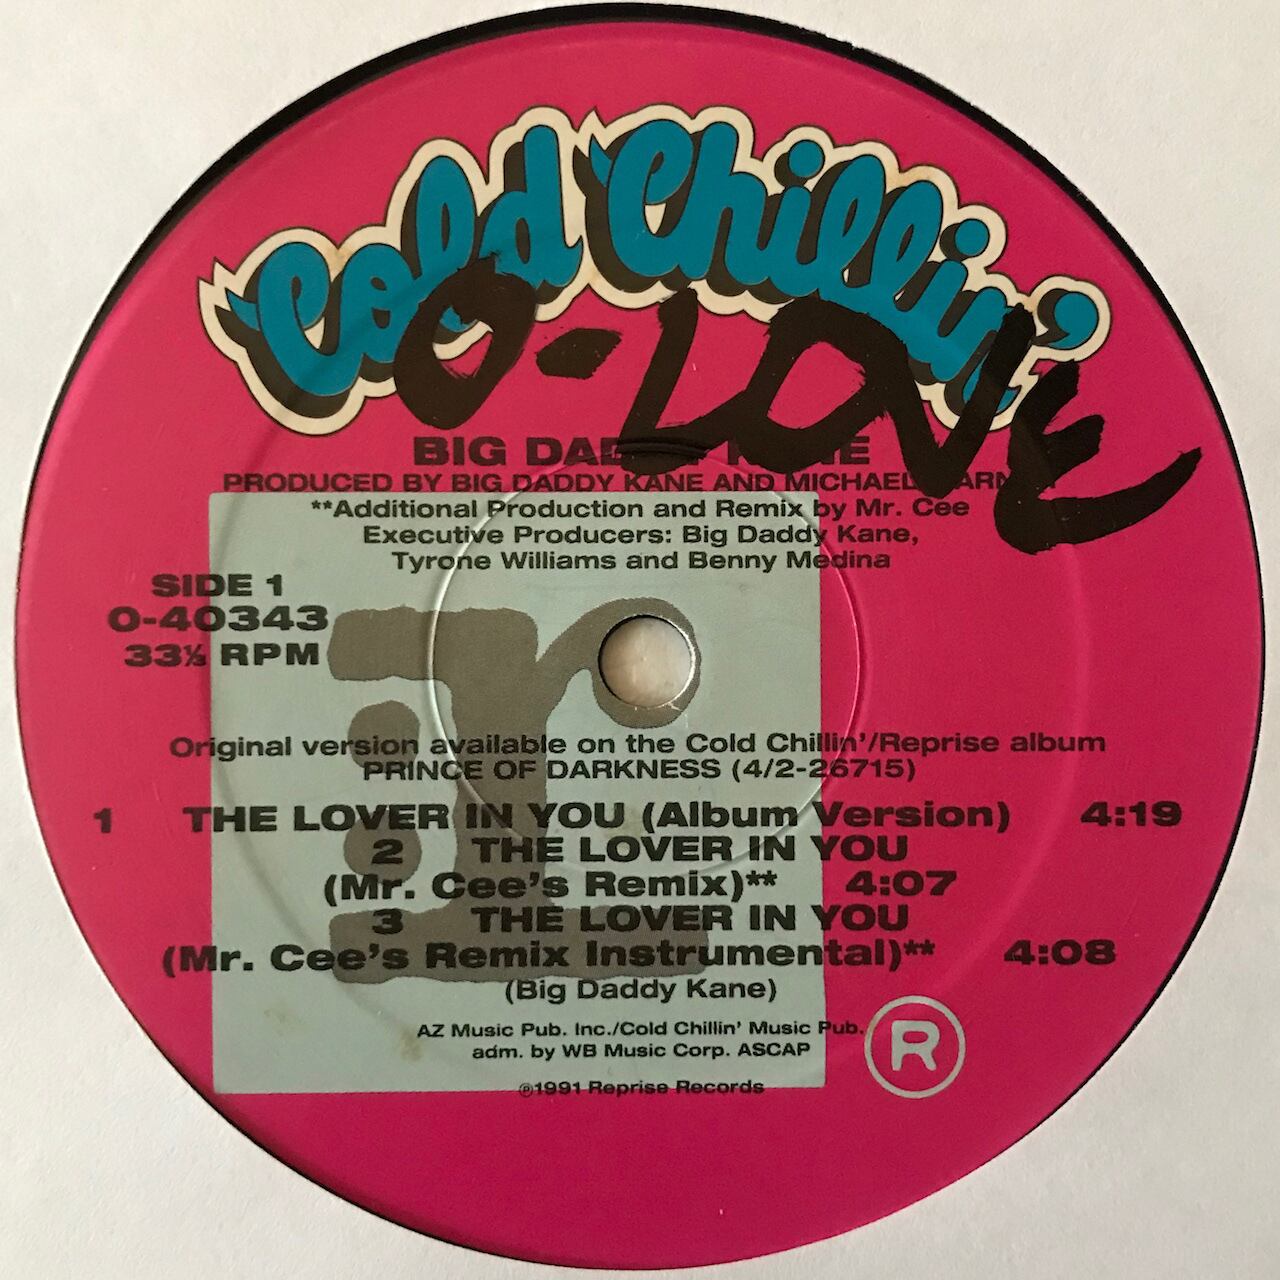 Cold Chillin'
O-LOVE
BIG DADDY KANE
PRODUCED BY BIG DADDY KANE AND MICHAEL
**Additional Production and Remix by Mr. Cee
Executive Producers: Big Daddy Kane,
Tyrone Williams and Benny Medina
SIDE 1
0-40343
33⅓ RPM
Original version available on the Cold Chillin'/Reprise album
PRINCE OF DARKNESS (4/2-26715)
1 THE LOVER IN YOU (Album Version) 4:19
2 THE LOVER IN YOU
(Mr. Cee's Remix)** 4:07
3 THE LOVER IN YOU
(Mr. Cee's Remix Instrumental)** 4:08
(Big Daddy Kane)
AZ Music Pub. Inc./Cold Chillin' Music Pub.
adm. by WB Music Corp. ASCAP
R
℗1991 Reprise Records